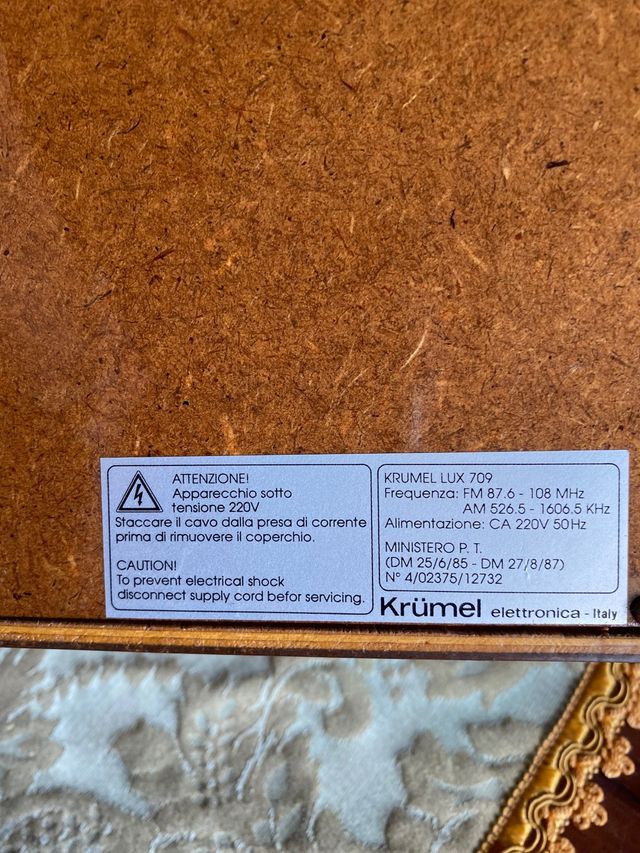 ATTENZIONE!
Apparecchio sotto
tensione 220V
Staccare il cavo dalla presa di corrente
prima di rimuovere il coperchio.
CAUTION!
To prevent electrical shock
disconnect supply cord befor servicing.
KRUMEL LUX 709
Frequenza: FM 87.6 - 108 MHz
AM 526.5 - 1606.5 KHz
Alimentazione: CA 220V 50Hz
MINISTERO P. T.
(DM 25/6/85 - DM 27/8/87)
N° 4/02375/12732
Krümel elettronica - Italy